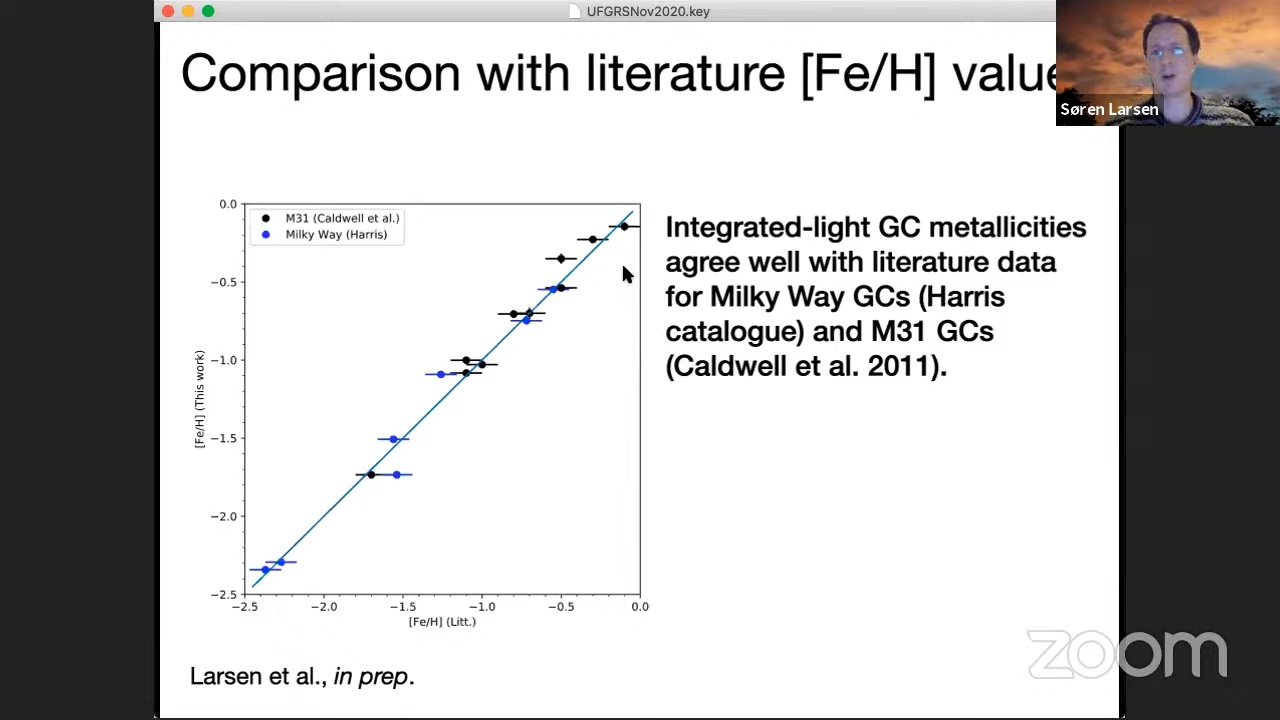 UFGRSNov2020.key
Comparison with literature [Fe/H] value
Søren Larsen
M31 (Caldwell et al.)
Milky Way (Harris)
0.0
−0.5
−1.0
−1.5
−2.0
−2.5
[Fe/H] (This work)
−2.5
−2.0
−1.5
−1.0
−0.5
0.0
[Fe/H] (Litt.)
Integrated-light GC metallicities
agree well with literature data
for Milky Way GCs (Harris
catalogue) and M31 GCs
(Caldwell et al. 2011).
Larsen et al., in prep.
zoom